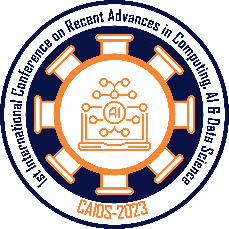 1st International Conference on Recent Advances in Computing, AI & Data Science
AI
CAIDS-2023